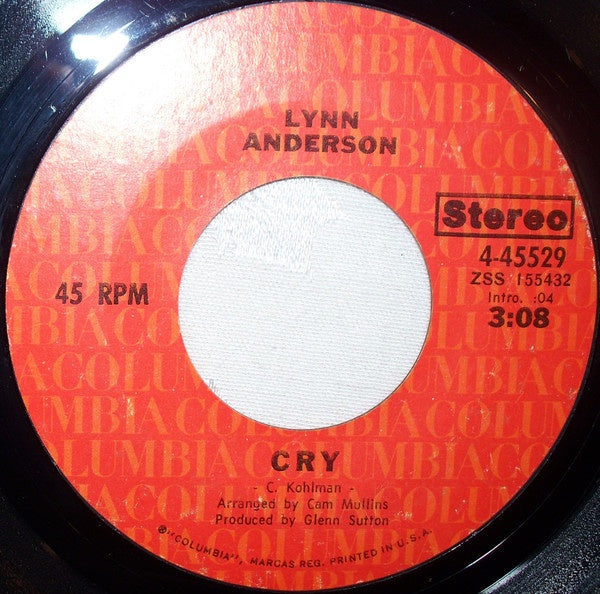 LYNN
ANDERSON
Stereo
4-45529
ZSS 155432
Intro. :04
3:08
45 RPM
CRY
- C. Kohlman -
Arranged by Cam Mullins
Produced by Glenn Sutton
®"COLUMBIA", MARCAS REG. PRINTED IN U.S.A.
COLUMBIA